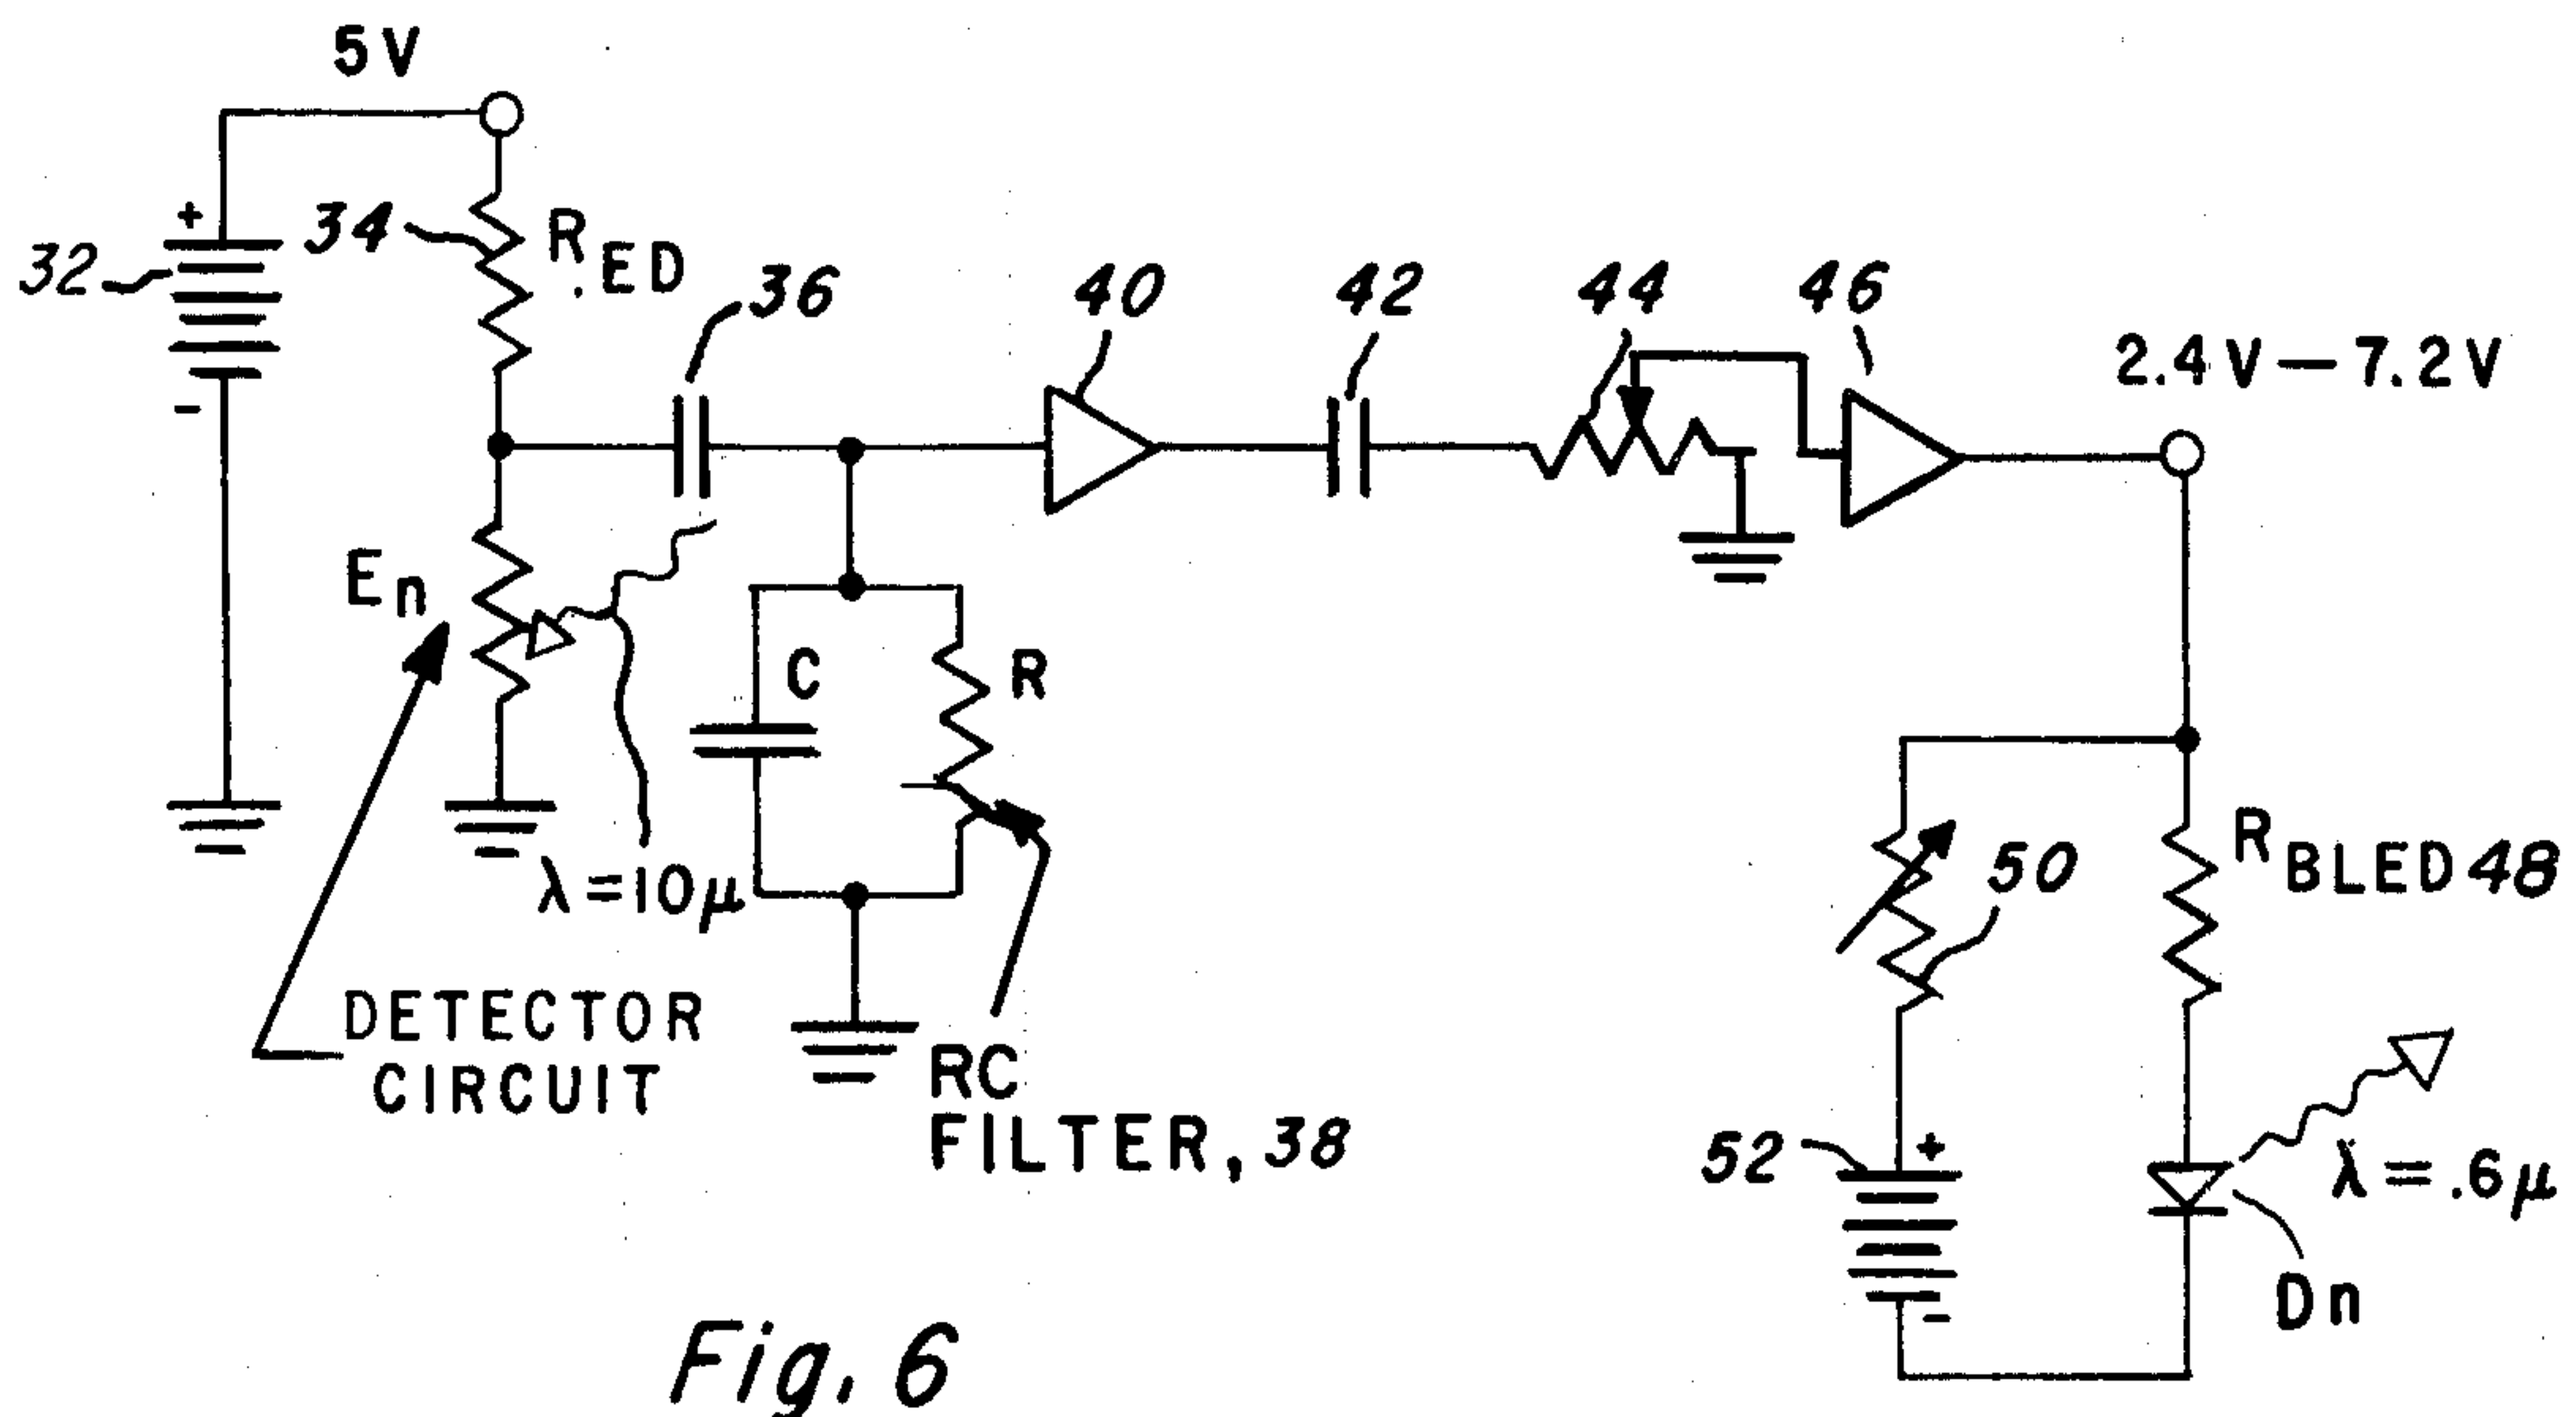 5V
32
34
R ED
36
40
42
44
46
2.4V—7.2V
En
C
R
λ=10μ
DETECTOR
CIRCUIT
RC
FILTER, 38
50
R BLED 48
52
λ=.6μ
Dn
+
-
+
-
Fig. 6